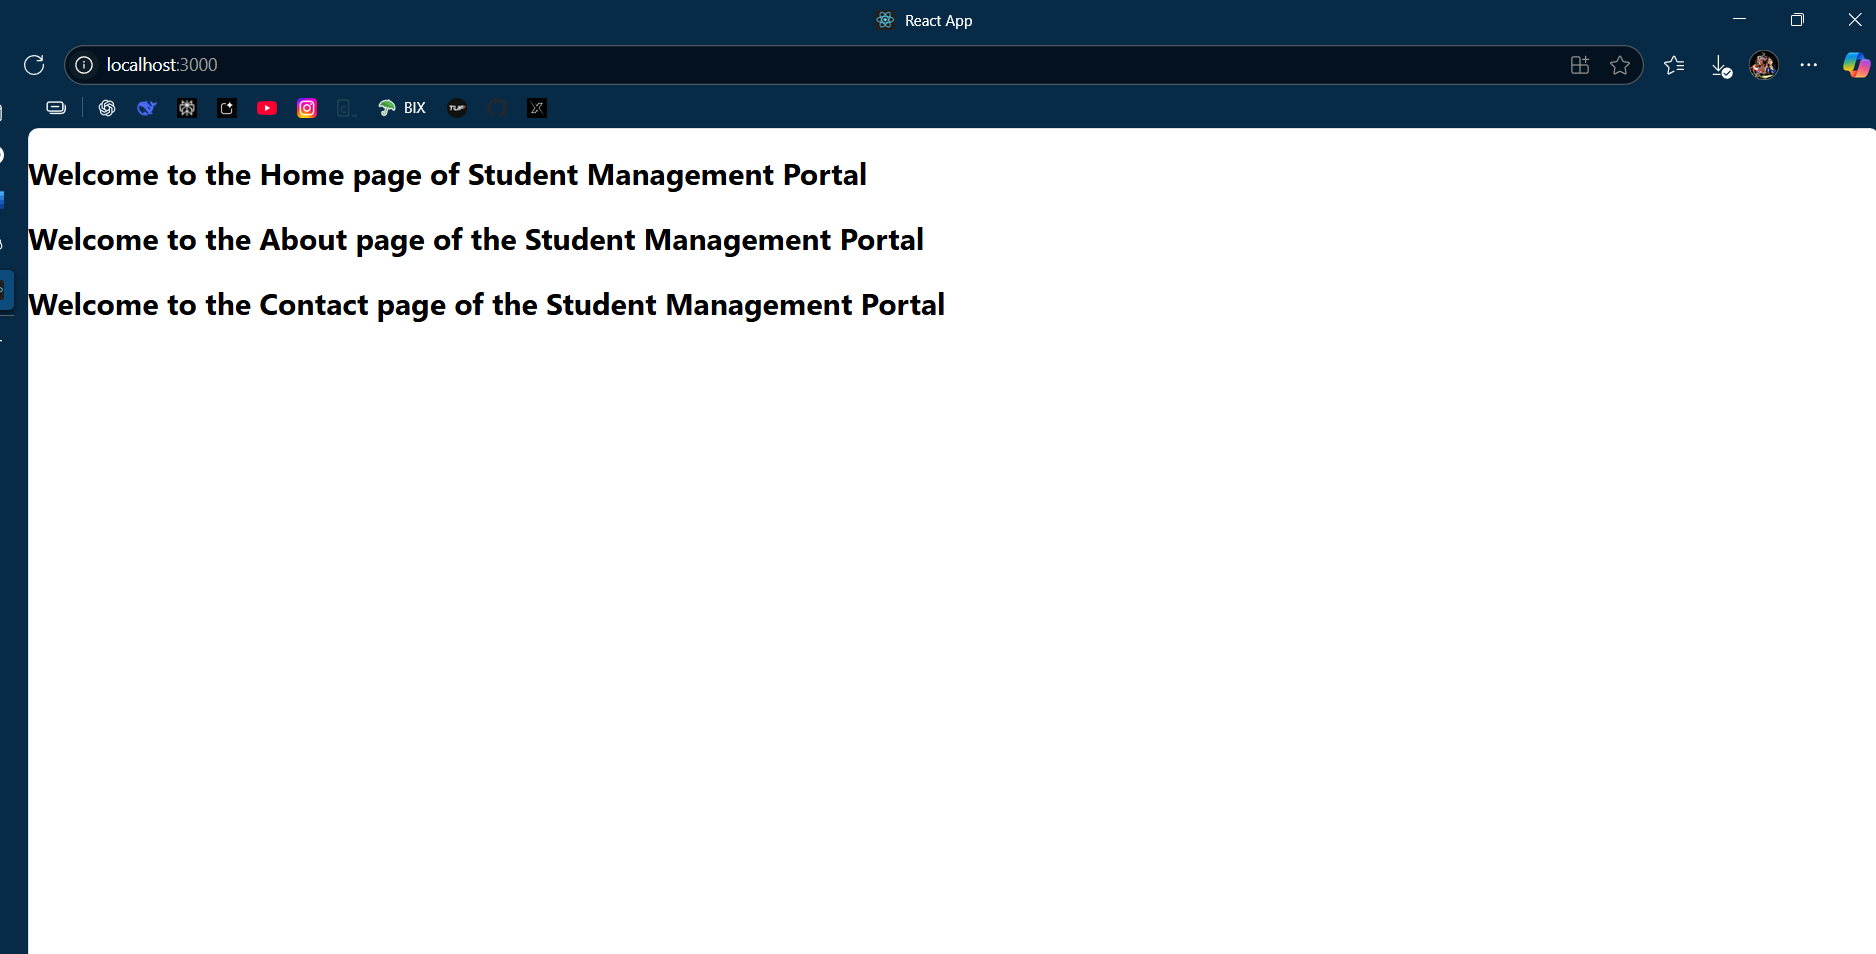 React App
localhost:3000
BIX
TUF
Welcome to the Home page of Student Management Portal
Welcome to the About page of the Student Management Portal
Welcome to the Contact page of the Student Management Portal